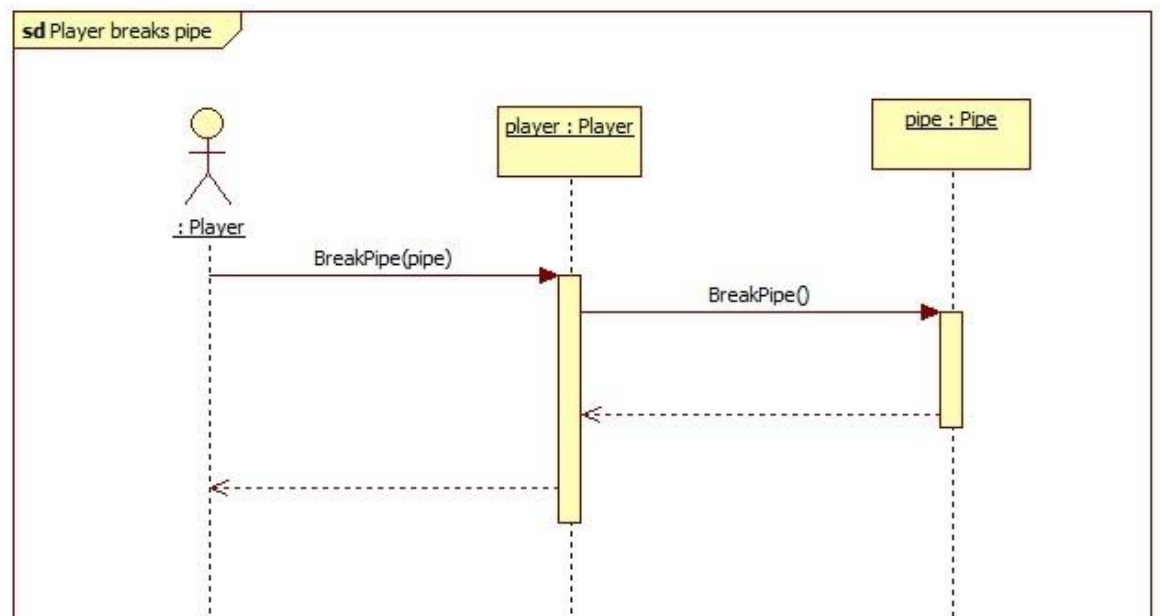 sd Player breaks pipe
player : Player
pipe : Pipe
: Player
BreakPipe(pipe)
BreakPipe()